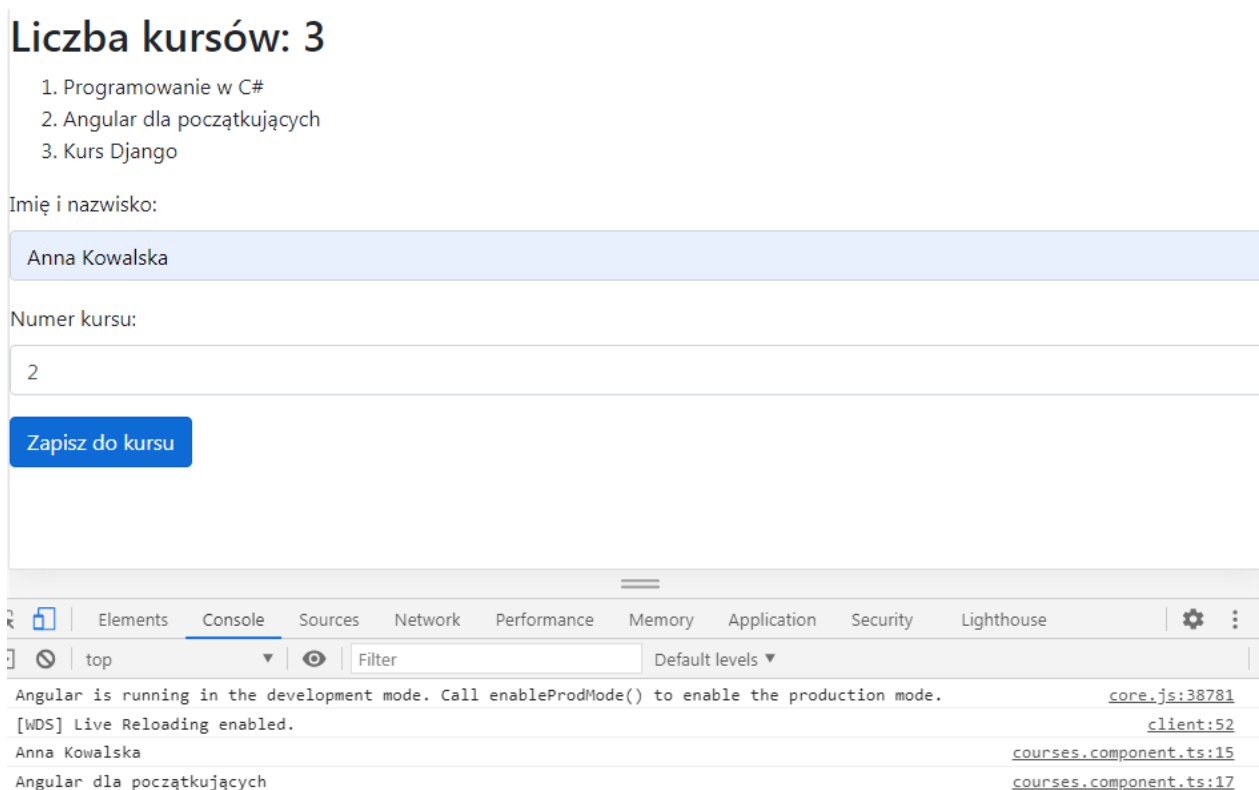 Liczba kursów: 3
1. Programowanie w C#
2. Angular dla początkujących
3. Kurs Django
Imię i nazwisko:
Anna Kowalska
Numer kursu:
2
Zapisz do kursu
Elements Console Sources Network Performance Memory Application Security Lighthouse
top Filter Default levels ▼
Angular is running in the development mode. Call enableProdMode() to enable the production mode. core.js:38781
[WDS] Live Reloading enabled. client:52
Anna Kowalska courses.component.ts:15
Angular dla początkujących courses.component.ts:17